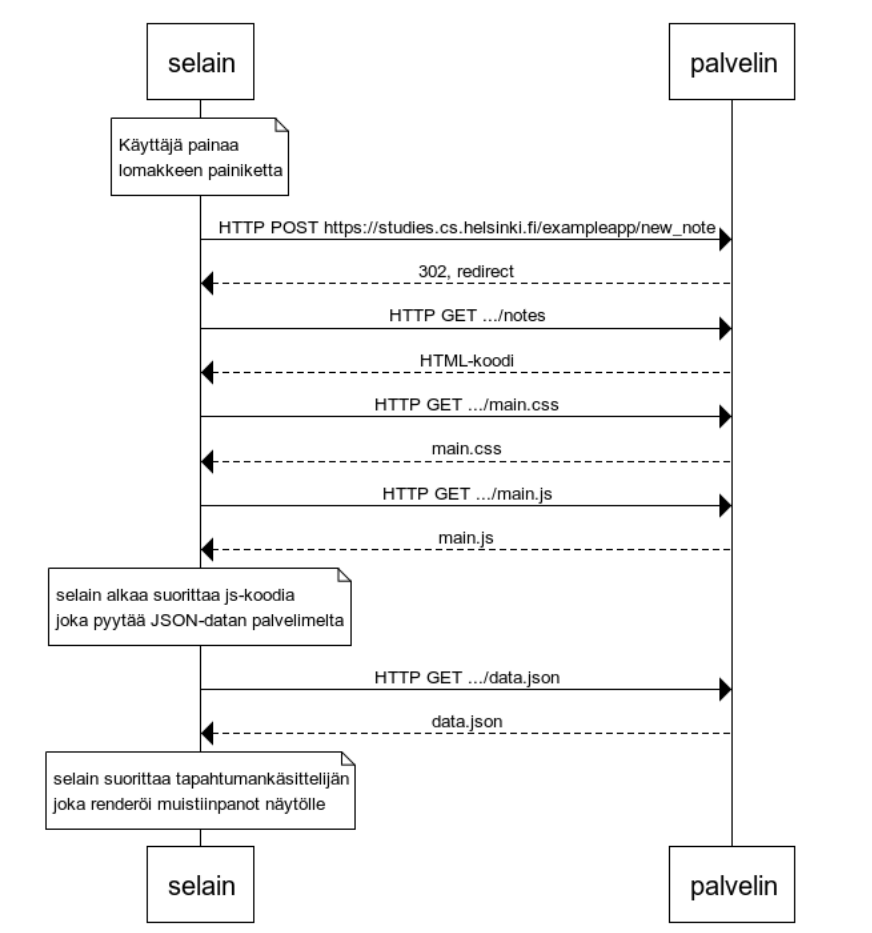 selain
palvelin
Käyttäjä painaa
lomakkeen painiketta
HTTP POST https://studies.cs.helsinki.fi/exampleapp/new_note
302, redirect
HTTP GET .../notes
HTML-koodi
HTTP GET .../main.css
main.css
HTTP GET .../main.js
main.js
selain alkaa suorittaa js-koodia
joka pyytää JSON-datan palvelimelta
HTTP GET .../data.json
data.json
selain suorittaa tapahtumankäsittelijän
joka renderöi muistiinpanot näytölle
selain
palvelin